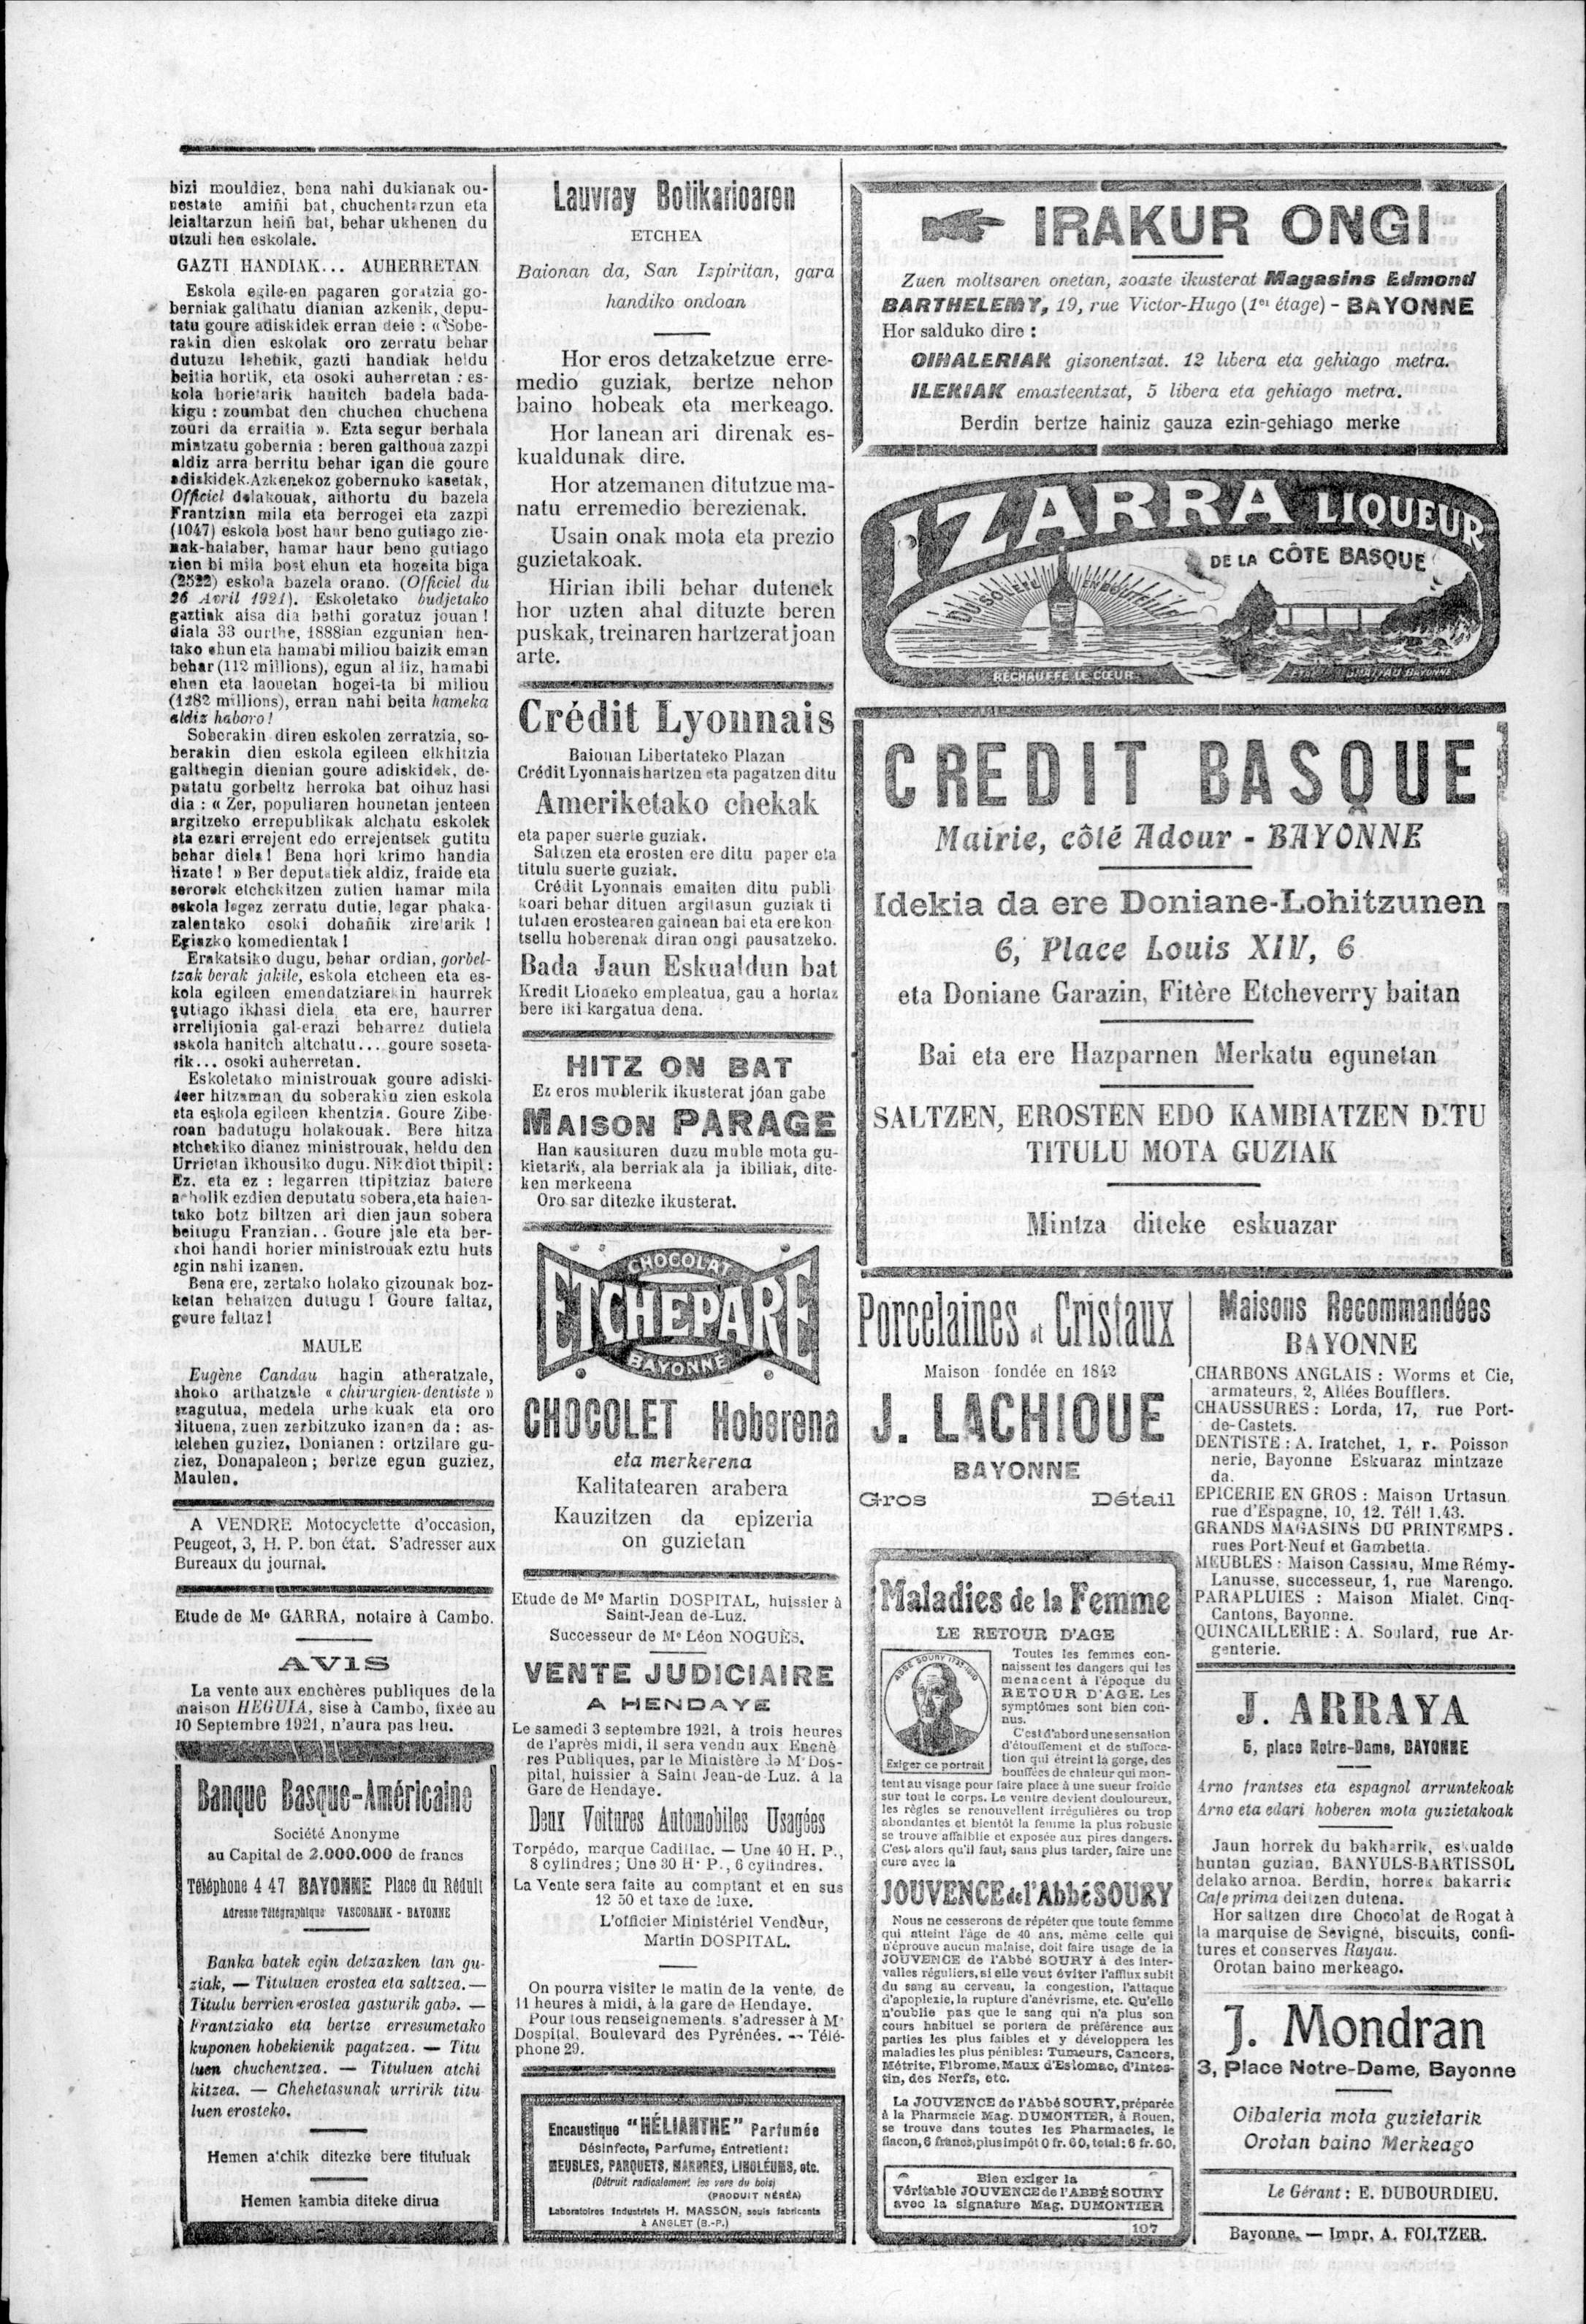 bizi mouldiez, bena nahi dukianak ou-
nestate amiñi bat, chuchentarzun eta
leialtarzun heiñ bat, behar ukhenen du
utzuli hen eskolale.
GAZTI HANDIAK... AUHERRETAN
Eskola egile-en pagaren goratzia go-
berniak galthatu dianian azkenik, depu-
tatu goure adiskidek erran deie : « Sobe-
rakin dien eskolak oro zerratu behar
dutuzu lehenik, gazti handiak heldu
beitia hortik, eta osoki auherretan : es-
kola horietarik hanitch badela bada-
kigu : zoumbat den chuchen chuchena
zouri da erraitia ». Ezta segur berhala
mintzatu gobernia : beren galthoua zazpi
aldiz arra berritu behar igan die goure
adiskidek. Azkenekoz gobernuko kasetak,
Officiel delakouak, aithortu du bazela
Frantzian mila eta berrogei eta zazpi
(1047) eskola bost haur beno gutiago zie-
nak-halaber, hamar haur beno gutiago
zien bi mila bost ehun eta hogeita biga
(2522) eskola bazela orano. (Officiel du
26 Avril 1921). Eskoletako budjetako
gaztiak aisa dia bethi goratuz jouan !
diala 33 ourthe, 1888ian ezgunian hen-
tako ehun eta hamabi miliou baizik eman
behar (112 millions), egun aldiz, hamabi
ehun eta laouetan hogei-ta bi miliou
(1282 millions), erran nahi beita hameka
aldiz haboro !
Soberakin diren eskolen zerratzia, so-
berakin dien eskola egileen elkhitzia
galthegin dienian goure adiskidek, de-
putatu gorbeltz herroka bat oihuz hasi
dia : « Zer, populiaren hounetan jenteen
argitzeko errepublikak alchatu eskolek
eta ezari errejent edo errejentsek gutitu
behar diela ! Bena hori krimo handia
lizate ! » Ber deputatiek aldiz, fraide eta
serorek etchekitzen zutien hamar mila
eskola legez zerratu dutie, legar phaka-
zalentako osoki dohañik zirelarik !
Egiazko komedientak !
Erakatsiko dugu, behar ordian, gorbel-
tzak berak jakile, eskola etcheen eta es-
kola egileen emendatziarekin haurrek
gutiago ikhasi diela, eta ere, haurrer
errelijionia gal-erazi beharrez dutiela
eskola hanitch altchatu... goure soseta-
rik... osoki auherretan.
Eskoletako ministrouak goure adiski-
deer hitzaman du soberakin zien eskola
eta eskola egileen khentzia. Goure Zibe-
roan badutugu holakouak. Bere hitza
etchekiko dianez ministrouak, heldu den
Urrietan ikhousiko dugu. Nik diot thipil :
Ez, eta ez : legarren ttipitziaz batere
acholik ezdien deputatu sobera, eta haien-
tako botz biltzen ari dien jaun sobera
beitugu Franzian.. Goure jale eta ber-
choi handi horier ministrouak eztu huts
egin nahi izanen.
Bena ere, zertako holako gizounak boz-
ketan behatzen dutugu ! Goure faltaz,
goure faltaz !
MAULE
Eugène Candau hagin atheratzale,
ahoko arthatzale « chirurgien-dentiste »
ezagutua, medela urhe kuak eta oro
dituena, zuen zerbitzuko izanen da : as-
telehen guziez, Donianen : ortzilare gu-
ziez, Donapaleon ; bertze egun guziez,
Maulen.
A VENDRE Motocyclette d'occasion,
Peugeot, 3, H. P. bon état. S'adresser aux
Bureaux du journal.
Etude de Me GARRA, notaire à Cambo.
AVIS
La vente aux enchères publiques de la
maison HEGUIA, sise à Cambo, fixée au
10 Septembre 1921, n'aura pas lieu.
Banque Basque-Américaine
Société Anonyme
au Capital de 2.000.000 de francs
Téléphone 4 47 BAYONNE Place du Réduit
Adresse Télégraphique VASCOBANK - BAYONNE
Banka batek egin detzazken lan gu-
ziak, — Tituluen erostea eta saltzea. —
Titulu berrien erostea gasturik gabe. —
Frantziako eta bertze erresumetako
kuponen hobekienik pagatzea. — Titu
luen chuchentzea. — Tituluen atchi
kitzea. — Chehetasunak urririk titu
luen erosteko.
Hemen atchik ditezke bere tituluak
Hemen kambia diteke dirua
Lauvray Botikarioaren
ETCHEA
Baionan da, San Izpiritan, gara
handiko ondoan
Hor eros detzaketzue erre-
medio guziak, bertze nehon
baino hobeak eta merkeago.
Hor lanean ari direnak es-
kualdunak dire.
Hor atzemanen ditutzue ma-
natu erremedio berezienak.
Usain onak mota eta prezio
guzietakoak.
Hirian ibili behar dutenek
hor uzten ahal dituzte beren
puskak, treinaren hartzerat joan
arte.
Crédit Lyonnais
Baionan Libertateko Plazan
Crédit Lyonnais hartzen eta pagatzen ditu
Ameriketako chekak
eta paper suerte guziak.
Saltzen eta erosten ere ditu paper eta
titulu suerte guziak.
Crédit Lyonnais emaiten ditu publi
koari behar dituen argitasun guziak ti
tulden erostearen gainean bai eta ere kon
tsellu hoberenak diran ongi pausatzeko.
Bada Jaun Eskualdun bat
Kredit Lioneko empleatua, gau a hortaz
bere iki kargatua dena.
HITZ ON BAT
Ez eros mublerik ikusterat jóan gabe
MAISON PARAGE
Han kausituren duzu muble mota gu-
kietarik, ala berriak ala ja ibiliak, dite-
ken merkeena
Oro sar ditezke ikusterat.
CHOCOLAT
ETCHEPARE
BAYONNE
CHOCOLET Hoberena
eta merkerena
Kalitatearen arabera
Kauzitzen da epizeria
on guzietan
Etude de Me Martin DOSPITAL, huissier à
Saint-Jean de-Luz.
Successeur de Me Léon NOGUÈS.
VENTE JUDICIAIRE
A HENDAYE
Le samedi 3 septembre 1921, à trois heures
de l'après midi, il sera vendu aux Enchè
res Publiques, par le Ministère de Me Dos-
pital, huissier à Saint Jean-de Luz, à la
Gare de Hendaye.
Deux Voitures Automobiles Usagées
Torpédo, marque Cadillac. — Une 40 H. P.,
8 cylindres ; Une 30 H. P., 6 cylindres.
La Vente sera faite au comptant et en sus
12 50 et taxe de luxe.
L'officier Ministériel Vendeur,
Martin DOSPITAL.
On pourra visiter le matin de la vente, de
11 heures à midi, à la gare de Hendaye.
Pour tous renseignements s'adresser à Me
Dospital, Boulevard des Pyrénées. — Télé-
phone 29.
Encaustique "HÉLIANTHE" Parfumée
Désinfecte, Parfume, Entretient :
MEUBLES, PARQUETS, MARBRES, LINOLÉUMS, etc.
(Détruit radicalement les vers du bois)
(PRODUIT NÉRÉA)
Laboratoires Industriels H. MASSON, seuls fabricants
à ANGLET (B.-P.)
IRAKUR ONGI
Zuen moltsaren onetan, zoazte ikusterat Magasins Edmond
BARTHELEMY, 19, rue Victor-Hugo (1er étage) - BAYONNE
Hor salduko dire :
OIHALERIAK gizonentzat. 12 libera eta gehiago metra.
ILERIAK emazteentzat, 5 libera eta gehiago metra.
Berdin bertze hainiz gauza ezin-gehiago merke
IZARRA LIQUEUR
DE LA CÔTE BASQUE
DU SOLEIL EN BOUTEILLE
RÉCHAUFFE LE CŒUR
CREDIT BASQUE
Mairie, côté Adour - BAYONNE
Idekia da ere Doniane-Lohitzunen
6, Place Louis XIV, 6
eta Doniane Garazin, Fitère Etcheverry baitan
Bai eta ere Hazparnen Merkatu egunetan
SALTZEN, EROSTEN EDO KAMBIATZEN DITU
TITULU MOTA GUZIAK
Mintza diteke eskuazar
Porcelaines et Cristaux
Maison fondée en 1842
J. LACHIQUE
BAYONNE
Gros Détail
Maladies de la Femme
LE RETOUR D'AGE
ABBÉ SOURY
Exiger ce portrait
Toutes les femmes con-
naissent les dangers qui les
menacent à l'époque du
RETOUR D'AGE. Les
symptômes sont bien con-
nus.
C'est d'abord une sensation
d'étouffement et de suffoca-
tion qui étreint la gorge, des
bouffées de chaleur qui mon-
tent au visage pour faire place à une sueur froide
sur tout le corps. Le ventre devient douloureux,
les règles se renouvellent irrégulières ou trop
abondantes et bientôt la femme la plus robuste
se trouve affaiblie et exposée aux pires dangers.
C'est alors qu'il faut, sans plus tarder, faire une
cure avec la
JOUVENCE de l'Abbé SOURY
Nous ne cesserons de répéter que toute femme
qui atteint l'âge de 40 ans, même celle qui
n'éprouve aucun malaise, doit faire usage de la
JOUVENCE de l'Abbé SOURY à des inter-
valles réguliers, si elle veut éviter l'afflux subit
du sang au cerveau, la congestion, l'attaque
d'apoplexie, la rupture d'anévrisme, etc. Qu'elle
n'oublie pas que le sang qui n'a plus son
cours habituel se portera de préférence aux
parties les plus faibles et y développera les
maladies les plus pénibles: Tumeurs, Cancers,
Métrite, Fibrome, Maux d'Estomac, d'Intes-
tin, des Nerfs, etc.
La JOUVENCE de l'Abbé SOURY, préparée
à la Pharmacie Mag. DUMONTIER, à Rouen,
se trouve dans toutes les Pharmacies, le
flacon, 6 francs, plus impôt 0 fr. 60, total : 6 fr. 60,
Bien exiger la
Véritable JOUVENCE de l'ABBÉ SOURY
avec la signature Mag. DUMONTIER
107
Maisons Recommandées
BAYONNE
CHARBONS ANGLAIS : Worms et Cie,
armateurs, 2, Allées Boufflers.
CHAUSSURES : Lorda, 17, rue Port-
de-Castets.
DENTISTE : A. Iratchet, 1, r. Poisson
nerie, Bayonne Eskuaraz mintzaze
da.
EPICERIE EN GROS : Maison Urtasun
rue d'Espagne, 10, 12. Tél! 1.43.
GRANDS MAGASINS DU PRINTEMPS.
rues Port-Neuf et Gambetta.
MEUBLES : Maison Cassiau, Mme Rémy-
Lanusse, successeur, 1, rue Marengo.
PARAPLUIES : Maison Mialet. Cinq-
Cantons, Bayonne.
QUINCAILLERIE : A. Soulard, rue Ar-
genterie.
J. ARRAYA
5, place Notre-Dame, BAYONNE
Arno frantses eta espagnol arruntekoak
Arno eta edari hoberen mota guzietakoak
Jaun horrek du bakharrik, eskualde
huntan guzian, BANYULS-BARTISSOL
delako arnoa. Berdin, horrek bakarrik
Cafe prima deitzen dutena.
Hor saltzen dire Chocolat de Rogat à
la marquise de Sévigné, biscuits, confi-
tures et conserves Rayau.
Orotan baino merkeago.
J. Mondran
3, Place Notre-Dame, Bayonne
Oihaleria mota guzietarik
Orotan baino Merkeago
Le Gérant : E. DUBOURDIEU.
Bayonne. — Impr. A. FOLTZER.